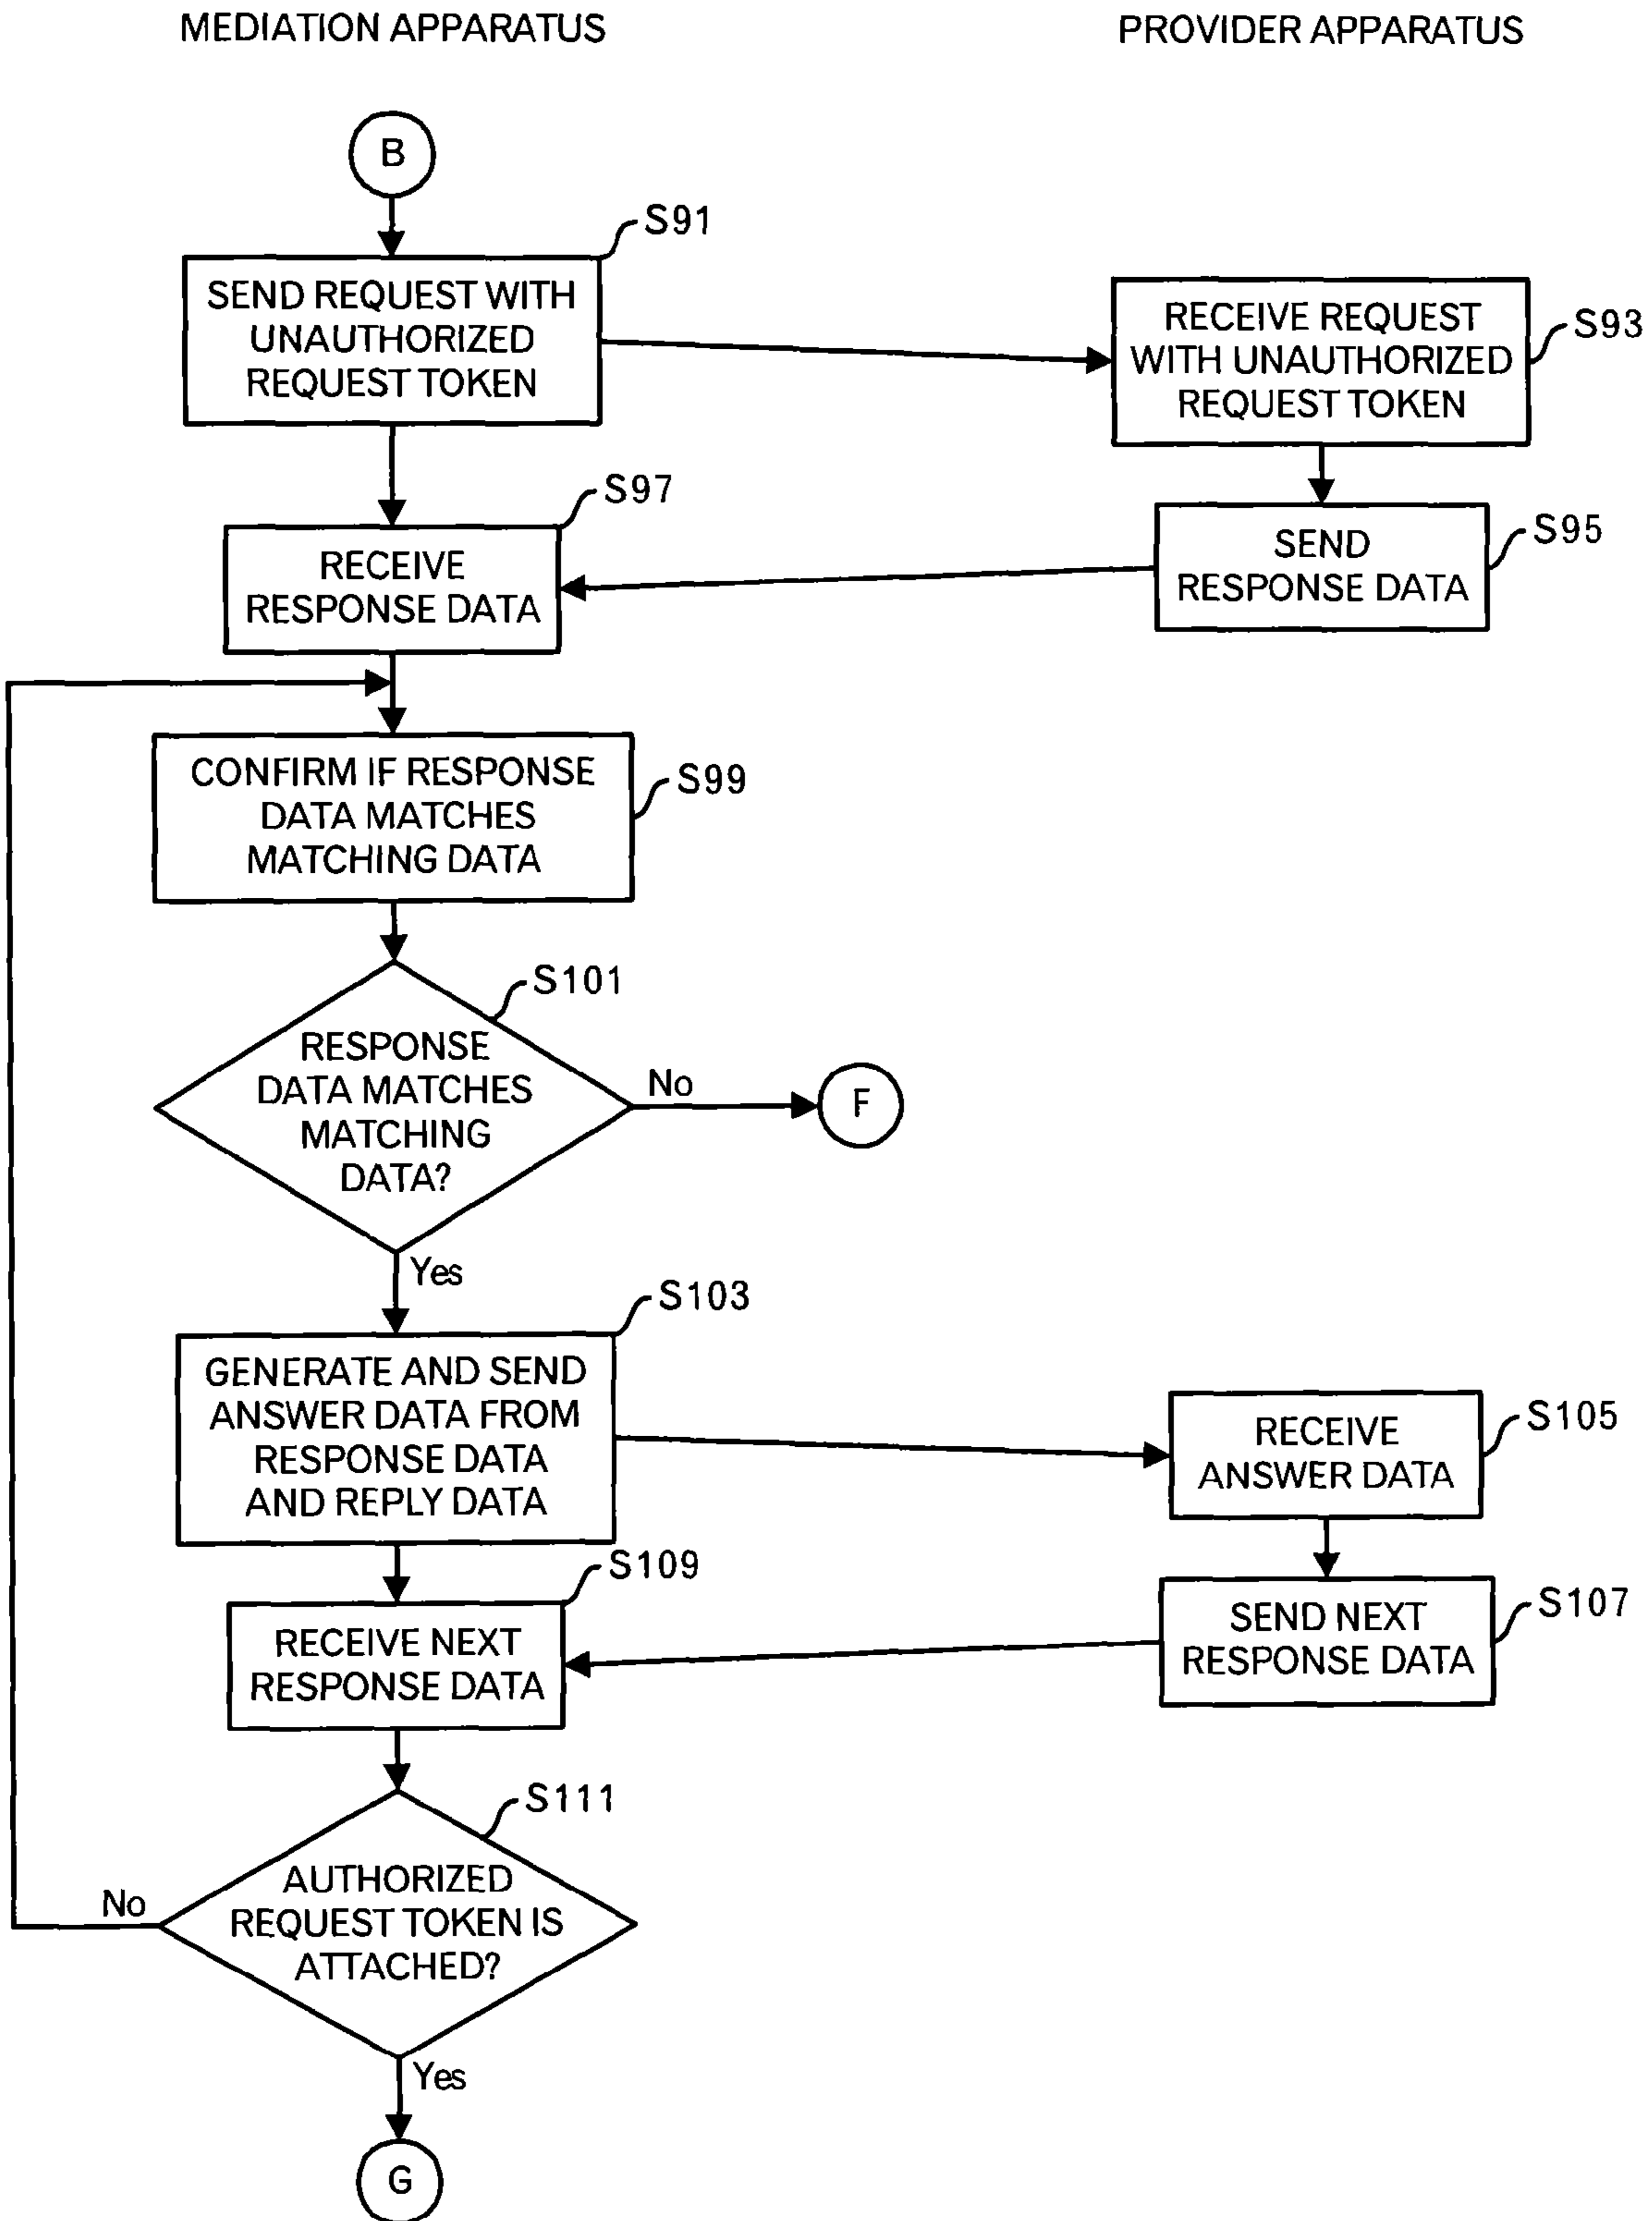 MEDIATION APPARATUS
PROVIDER APPARATUS
B
S91
SEND REQUEST WITH
UNAUTHORIZED
REQUEST TOKEN
RECEIVE REQUEST
WITH UNAUTHORIZED
REQUEST TOKEN
S93
S97
RECEIVE
RESPONSE DATA
SEND
RESPONSE DATA
S95
CONFIRM IF RESPONSE
DATA MATCHES
MATCHING DATA
S99
S101
RESPONSE
DATA MATCHES
MATCHING
DATA?
No
F
Yes
S103
GENERATE AND SEND
ANSWER DATA FROM
RESPONSE DATA
AND REPLY DATA
RECEIVE
ANSWER DATA
S105
S109
RECEIVE NEXT
RESPONSE DATA
SEND NEXT
RESPONSE DATA
S107
S111
AUTHORIZED
REQUEST TOKEN IS
ATTACHED?
No
Yes
G